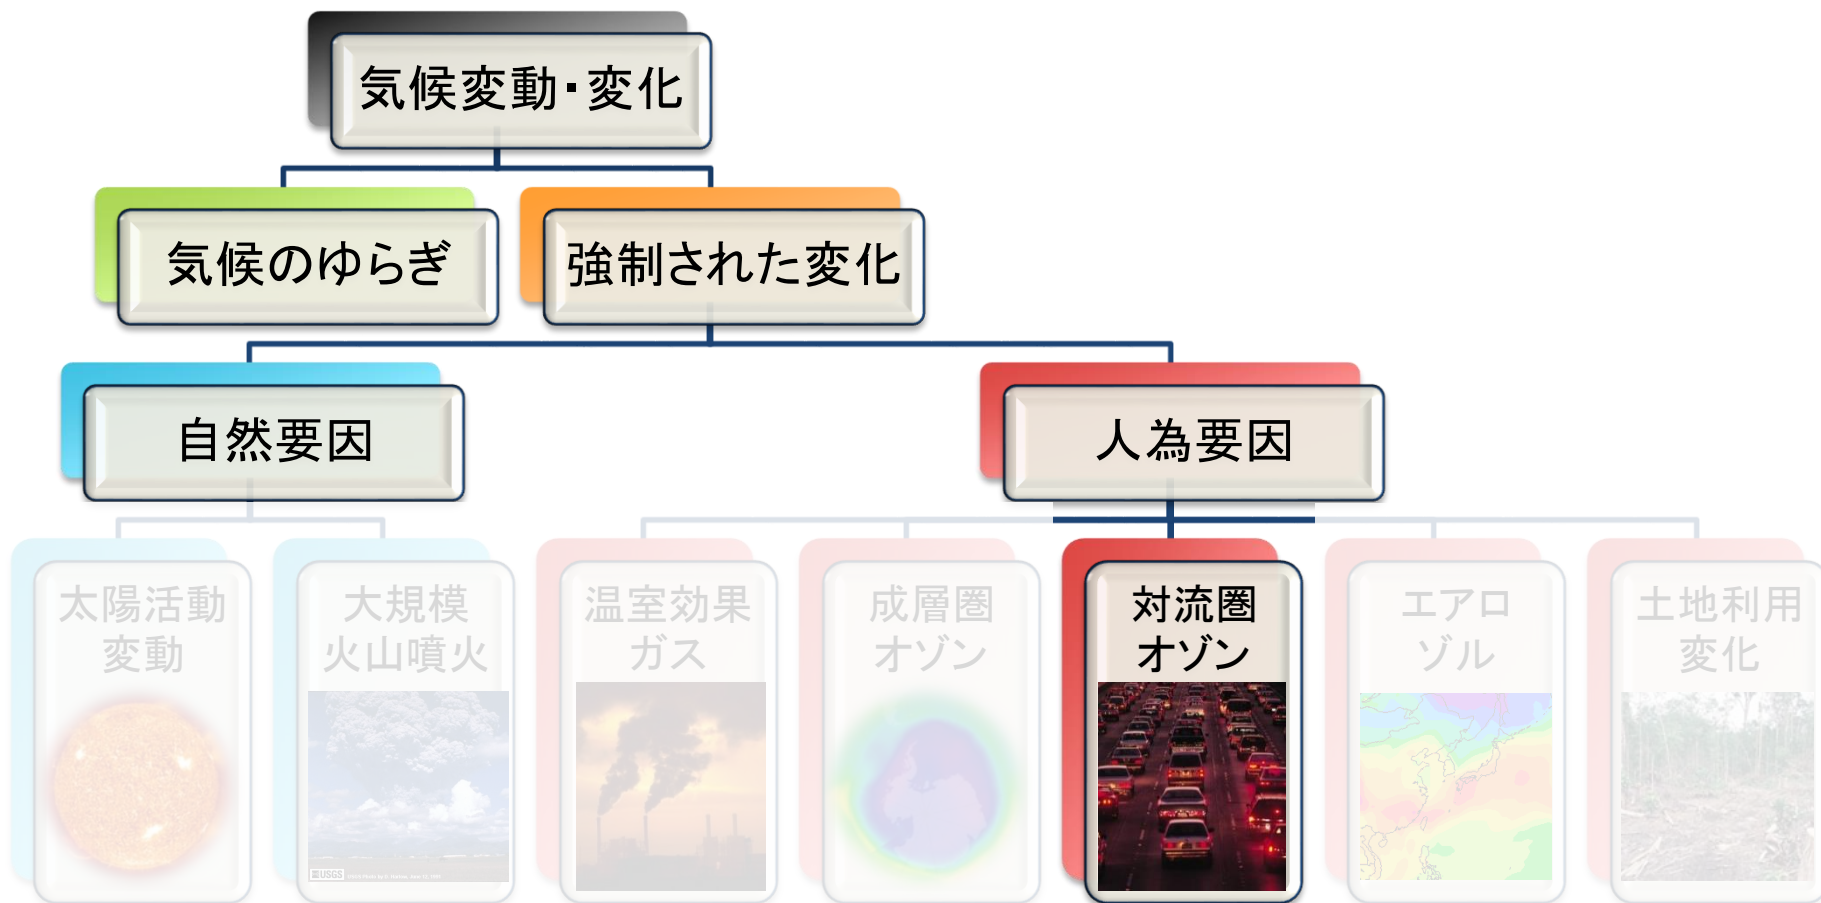 気候変動・変化
気候のゆらぎ
強制された変化
自然要因
人為要因
太陽活動
変動
大規模
火山噴火
温室効果
ガス
成層圏
オゾン
対流圏
オゾン
エアロ
ゾル
土地利用
変化
USGS